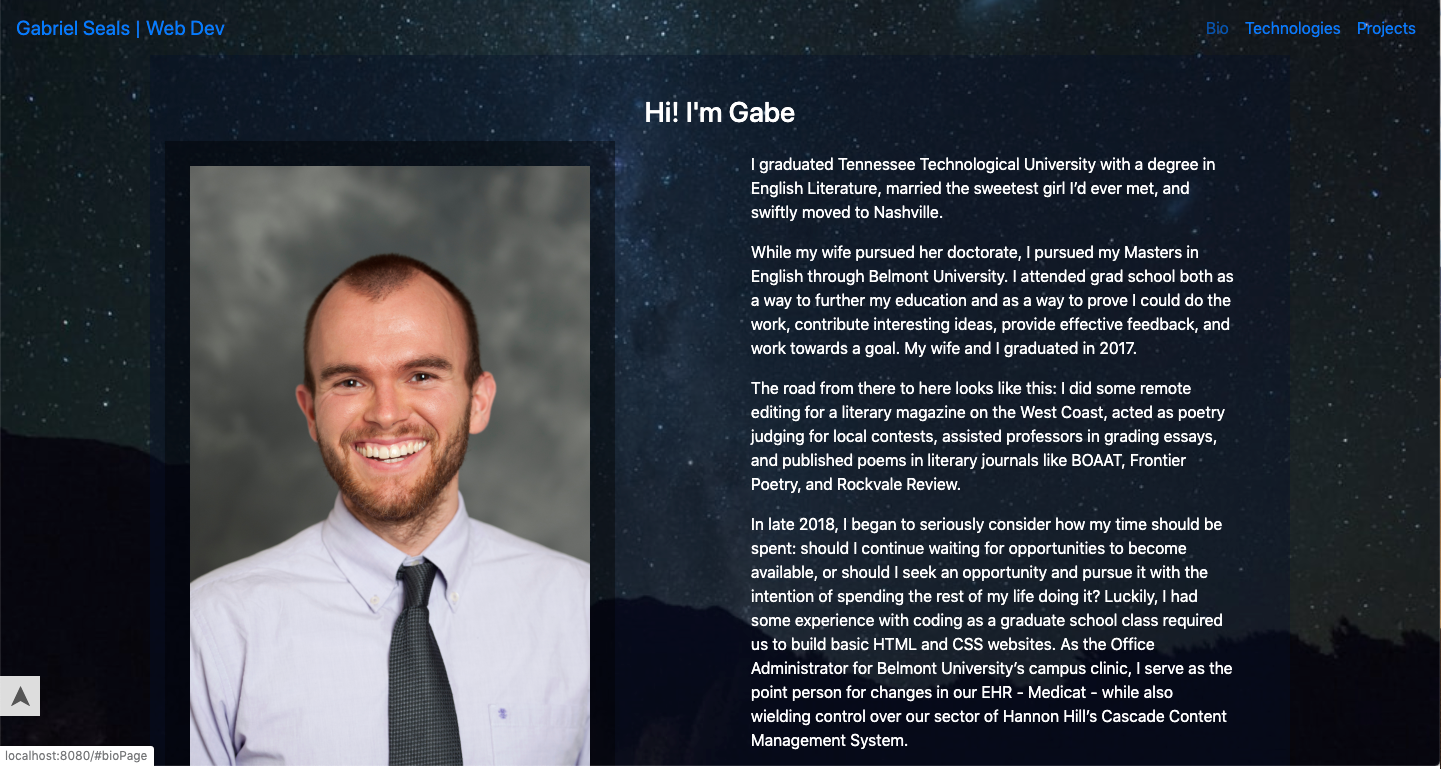 Gabriel Seals | Web Dev
Bio Technologies Projects
Hi! I'm Gabe
I graduated Tennessee Technological University with a degree in
English Literature, married the sweetest girl I’d ever met, and
swiftly moved to Nashville.
While my wife pursued her doctorate, I pursued my Masters in
English through Belmont University. I attended grad school both as
a way to further my education and as a way to prove I could do the
work, contribute interesting ideas, provide effective feedback, and
work towards a goal. My wife and I graduated in 2017.
The road from there to here looks like this: I did some remote
editing for a literary magazine on the West Coast, acted as poetry
judging for local contests, assisted professors in grading essays,
and published poems in literary journals like BOAAT, Frontier
Poetry, and Rockvale Review.
In late 2018, I began to seriously consider how my time should be
spent: should I continue waiting for opportunities to become
available, or should I seek an opportunity and pursue it with the
intention of spending the rest of my life doing it? Luckily, I had
some experience with coding as a graduate school class required
us to build basic HTML and CSS websites. As the Office
Administrator for Belmont University’s campus clinic, I serve as the
point person for changes in our EHR - Medicat - while also
wielding control over our sector of Hannon Hill’s Cascade Content
Management System.
localhost:8080/#bioPage